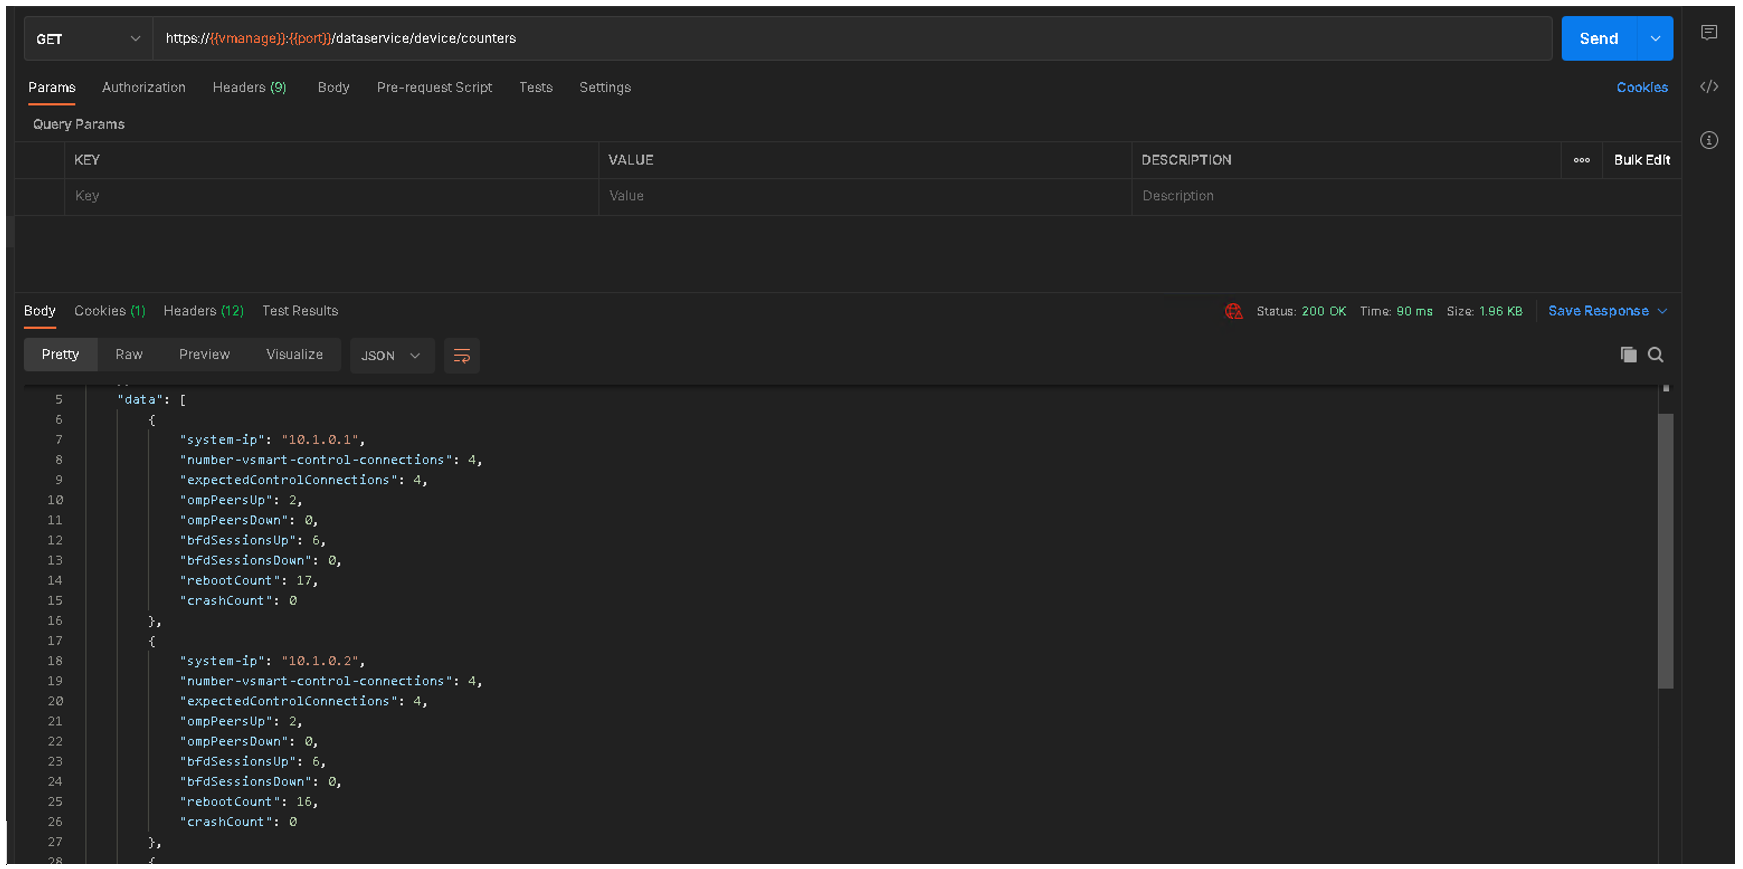 GET https://{{vmanage}}:{{port}}/dataservice/device/counters Send
Params Authorization Headers (9) Body Pre-request Script Tests Settings Cookies
Query Params
KEY VALUE DESCRIPTION Bulk Edit
Key Value Description
Body Cookies (1) Headers (12) Test Results Status: 200 OK Time: 90 ms Size: 1.96 KB Save Response
Pretty Raw Preview Visualize JSON
5 "data": [
6 {
7 "system-ip": "10.1.0.1",
8 "number-vsmart-control-connections": 4,
9 "expectedControlConnections": 4,
10 "ompPeersUp": 2,
11 "ompPeersDown": 0,
12 "bfdSessionsUp": 6,
13 "bfdSessionsDown": 0,
14 "rebootCount": 17,
15 "crashCount": 0
16 },
17 {
18 "system-ip": "10.1.0.2",
19 "number-vsmart-control-connections": 4,
20 "expectedControlConnections": 4,
21 "ompPeersUp": 2,
22 "ompPeersDown": 0,
23 "bfdSessionsUp": 6,
24 "bfdSessionsDown": 0,
25 "rebootCount": 16,
26 "crashCount": 0
27 },
28 {